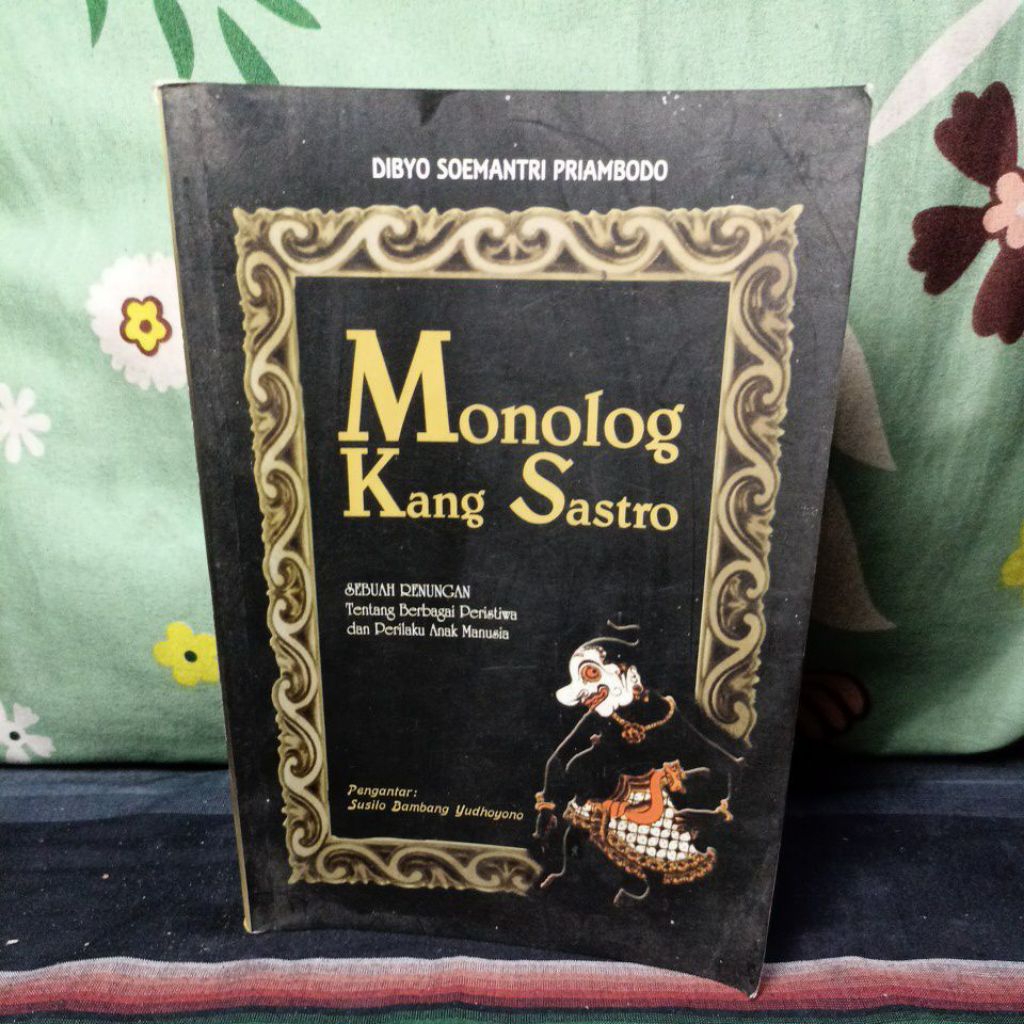 DIBYO SOEMANTRI PRIAMBODO
Monolog
Kang Sastro
SEBUAH RENUNGAN
Tentang Berbagai Peristiwa
dan Perilaku Anak Manusia
Pengantar:
Susilo Bambang Yudhoyono